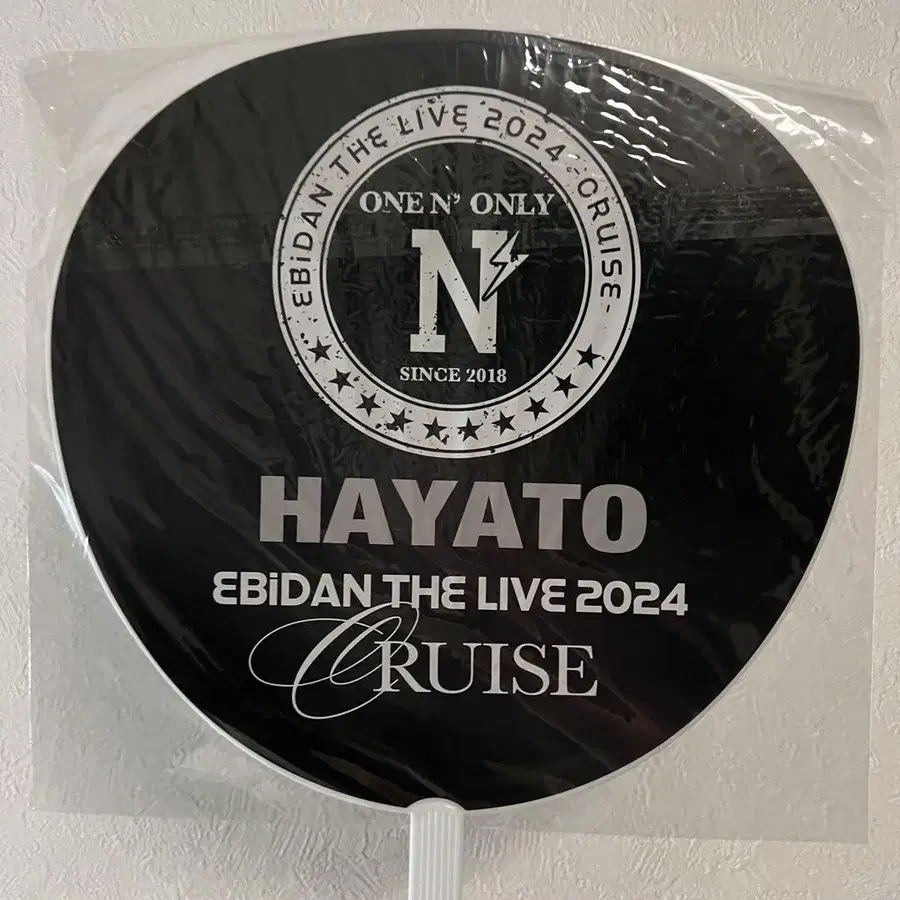 -EBiDAN THE LIVE 2024 -CRUISE-
ONE N' ONLY
N
SINCE 2018
HAYATO
EBiDAN THE LIVE 2024
CRUISE